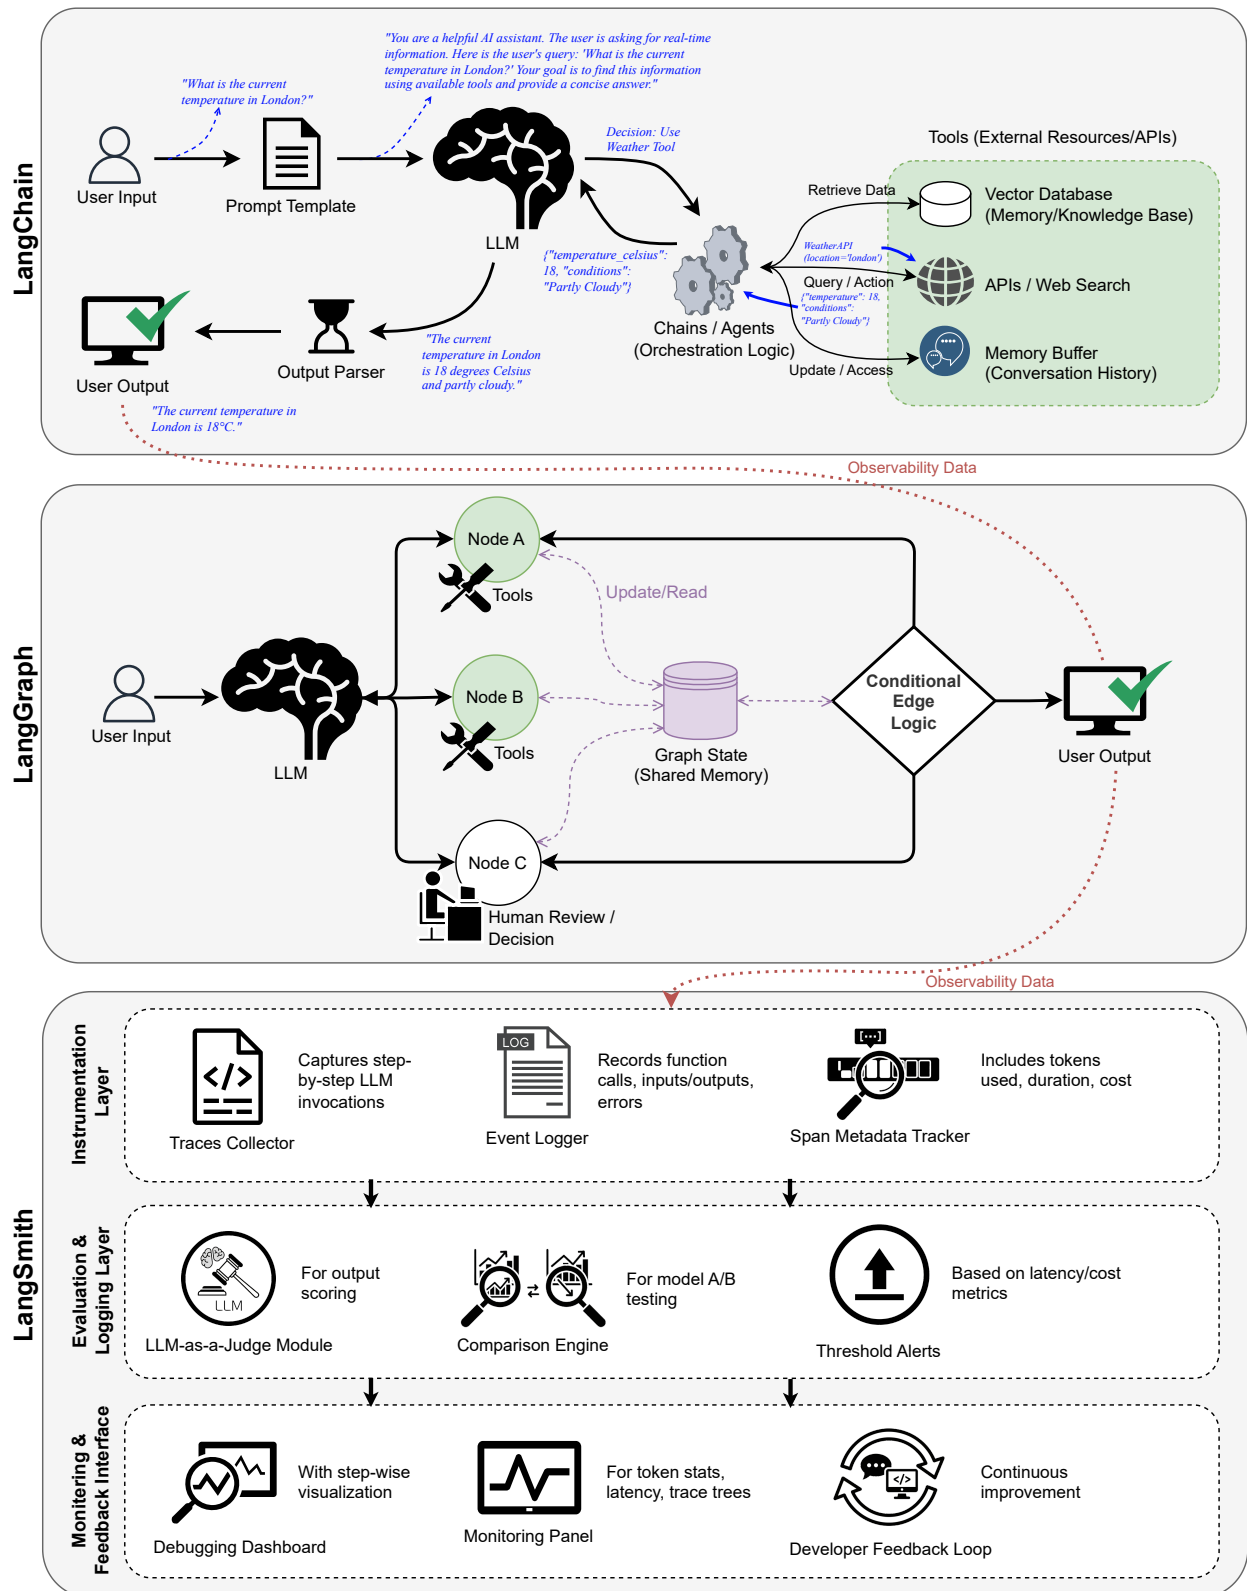 LangChain
"You are a helpful AI assistant. The user is asking for real-time
information. Here is the user's query: 'What is the current
temperature in London?' Your goal is to find this information
using available tools and provide a concise answer."
"What is the current
temperature in London?"
User Input
Prompt Template
LLM
Decision: Use
Weather Tool
Tools (External Resources/APIs)
Retrieve Data
Vector Database
(Memory/Knowledge Base)
WeatherAPI
(location='london')
{"temperature_celsius":
18, "conditions":
"Partly Cloudy"}
APIs / Web Search
Query / Action
{"temperature": 18,
"conditions":
"Partly Cloudy"}
Chains / Agents
(Orchestration Logic)
Update / Access
Memory Buffer
(Conversation History)
"The current
temperature in London
is 18 degrees Celsius
and partly cloudy."
Output Parser
User Output
"The current temperature in
London is 18°C."
Observability Data
LangGraph
Node A
Tools
Update/Read
User Input
LLM
Node B
Tools
Graph State
(Shared Memory)
Conditional
Edge
Logic
User Output
Node C
Human Review /
Decision
Observability Data
LangSmith
Instrumentation
Layer
Captures step-
by-step LLM
invocations
Traces Collector
LOG
Records function
calls, inputs/outputs,
errors
Event Logger
Includes tokens
used, duration, cost
Span Metadata Tracker
Evaluation &
Logging Layer
LLM
For output
scoring
LLM-as-a-Judge Module
For model A/B
testing
Comparison Engine
Based on latency/cost
metrics
Threshold Alerts
Monitering &
Feedback Interface
With step-wise
visualization
Debugging Dashboard
For token stats,
latency, trace trees
Monitoring Panel
Continuous
improvement
Developer Feedback Loop